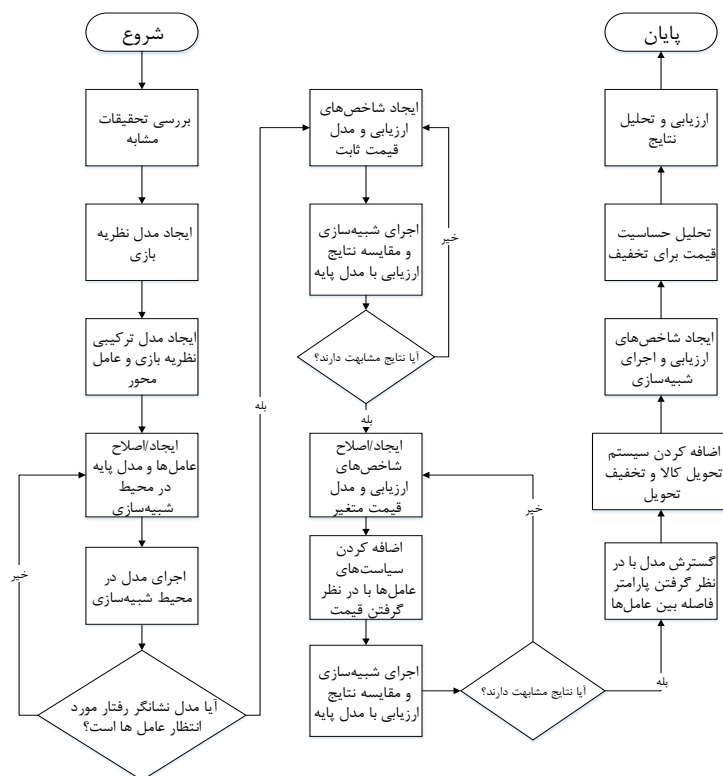 شروع
بررسی تحقیقات
مشابه
ایجاد مدل نظریه
بازی
ایجاد مدل ترکیبی
نظریه بازی و عامل
محور
ایجاد/اصلاح
عامل‌ها و مدل پایه
در محیط
شبیه‌سازی
اجرای مدل در
محیط شبیه‌سازی
آیا مدل نشانگر رفتار مورد
انتظار عامل ها است؟
خیر
بله
ایجاد شاخص‌های
ارزیابی و مدل
قیمت ثابت
اجرای شبیه‌سازی
و مقایسه نتایج
ارزیابی با مدل پایه
آیا نتایج مشابهت دارند؟
خیر
بله
ایجاد/اصلاح
شاخص‌های
ارزیابی و مدل
قیمت متغیر
اضافه کردن
سیاست‌های
عامل‌ها با در نظر
گرفتن قیمت
اجرای شبیه‌سازی
و مقایسه نتایج
ارزیابی با مدل پایه
آیا نتایج مشابهت دارند؟
خیر
بله
گسترش مدل با در
نظر گرفتن پارامتر
فاصله بین عامل‌ها
اضافه کردن سیستم
تحویل کالا و تخفیف
تحویل
ایجاد شاخص‌های
ارزیابی و اجرای
شبیه‌سازی
تحلیل حساسیت
قیمت برای تخفیف
ارزیابی و تحلیل
نتایج
پایان